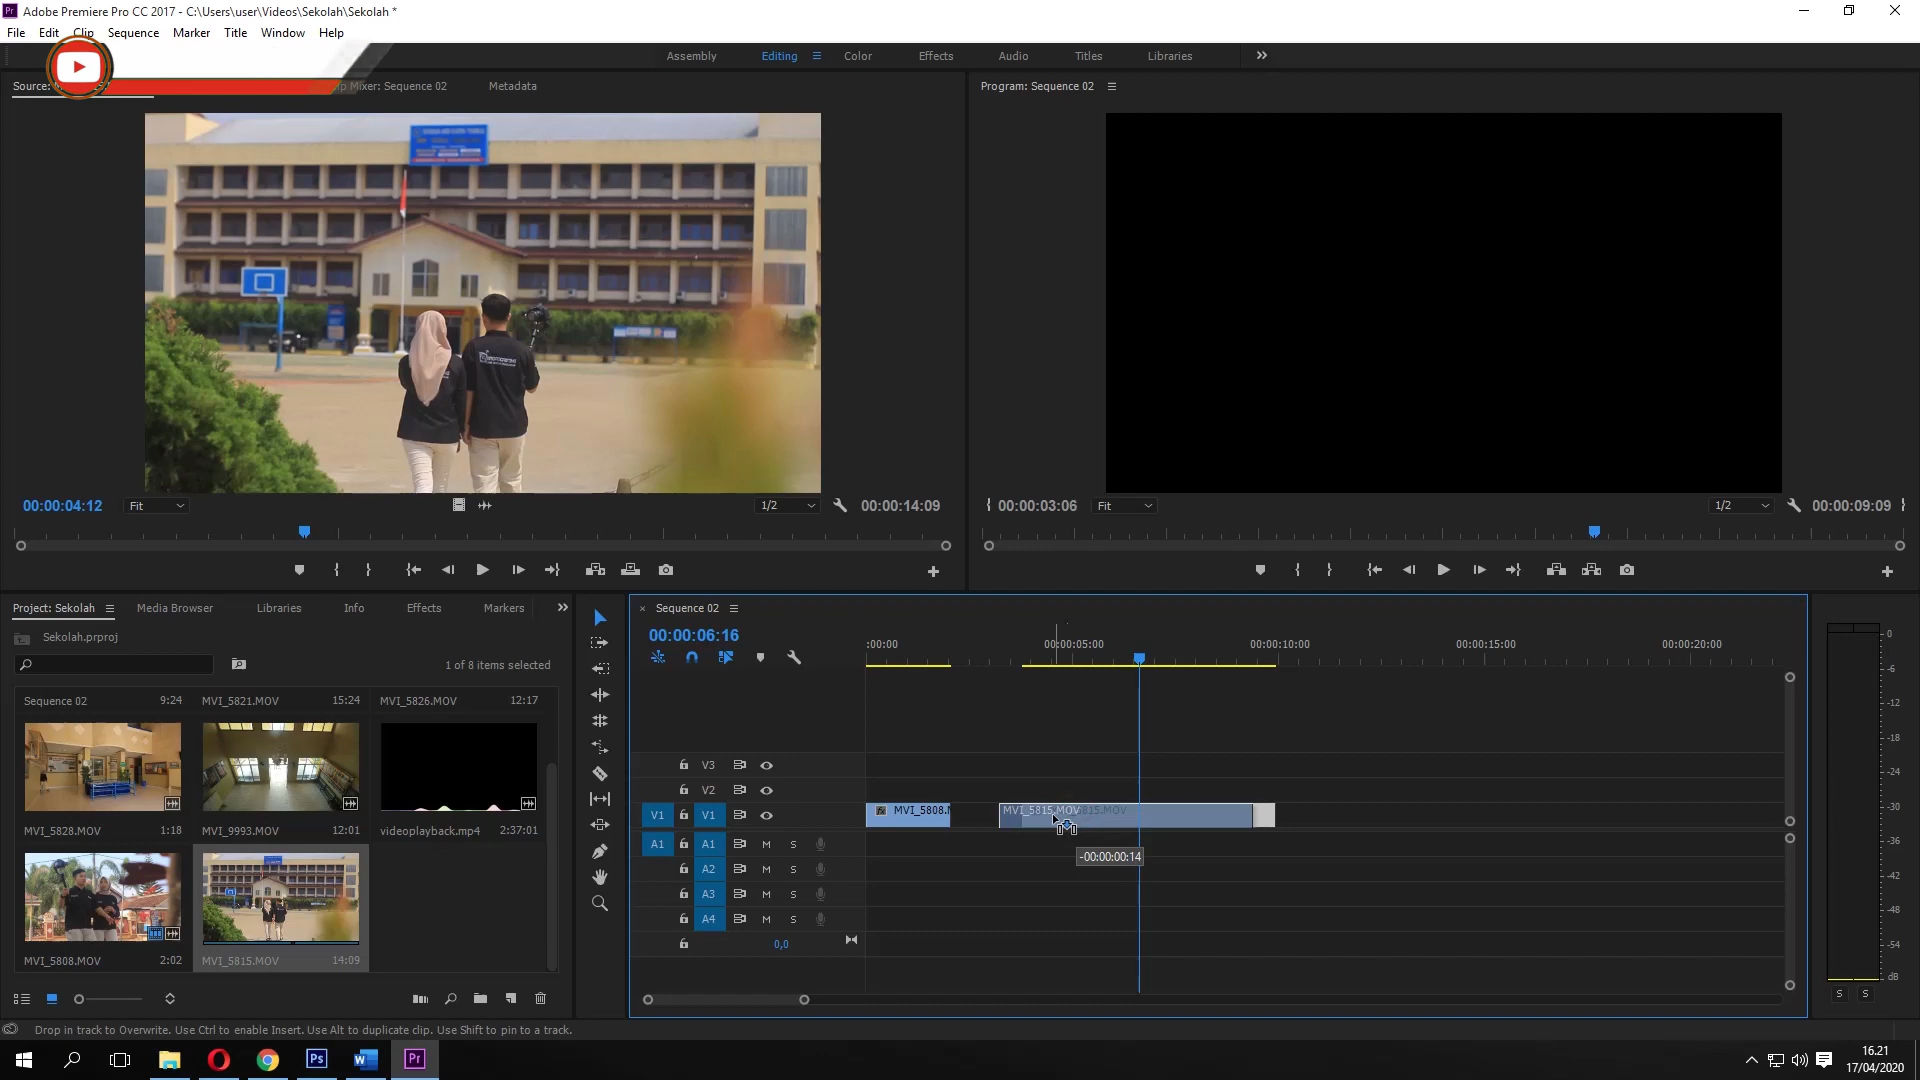 Adobe Premiere Pro CC 2017 - C:\Users\user\Videos\Sekolah\Sekolah *
File Edit Clip Sequence Marker Title Window Help
Assembly Editing Color Effects Audio Titles Libraries
Source:
Mixer: Sequence 02
Metadata
Program: Sequence 02
00:00:04:12
Fit
1/2
00:00:14:09
00:00:03:06
Fit
1/2
00:00:09:09
Project: Sekolah
Media Browser
Libraries
Info
Effects
Markers
Sekolah.prproj
1 of 8 items selected
Sequence 02 9:24
MVI_5821.MOV 15:24
MVI_5826.MOV 12:17
MVI_5828.MOV 1:18
MVI_9993.MOV 12:01
videoplayback.mp4 2:37:01
MVI_5808.MOV 2:02
MVI_5815.MOV 14:09
Sequence 02
00:00:06:16
:00:00
00:00:05:00
00:00:10:00
00:00:15:00
00:00:20:00
V3
V2
V1 V1
MVI_5808.
MVI_5815.MOV
5815.MOV
A1 A1 M S
-00:00:00:14
A2 M S
A3 M S
A4 M S
0,0
0
-6
-12
-18
-24
-30
-36
-42
-48
-54
dB
S S
Drop in track to Overwrite. Use Ctrl to enable Insert. Use Alt to duplicate clip. Use Shift to pin to a track.
Ps
Pr
16.21
17/04/2020